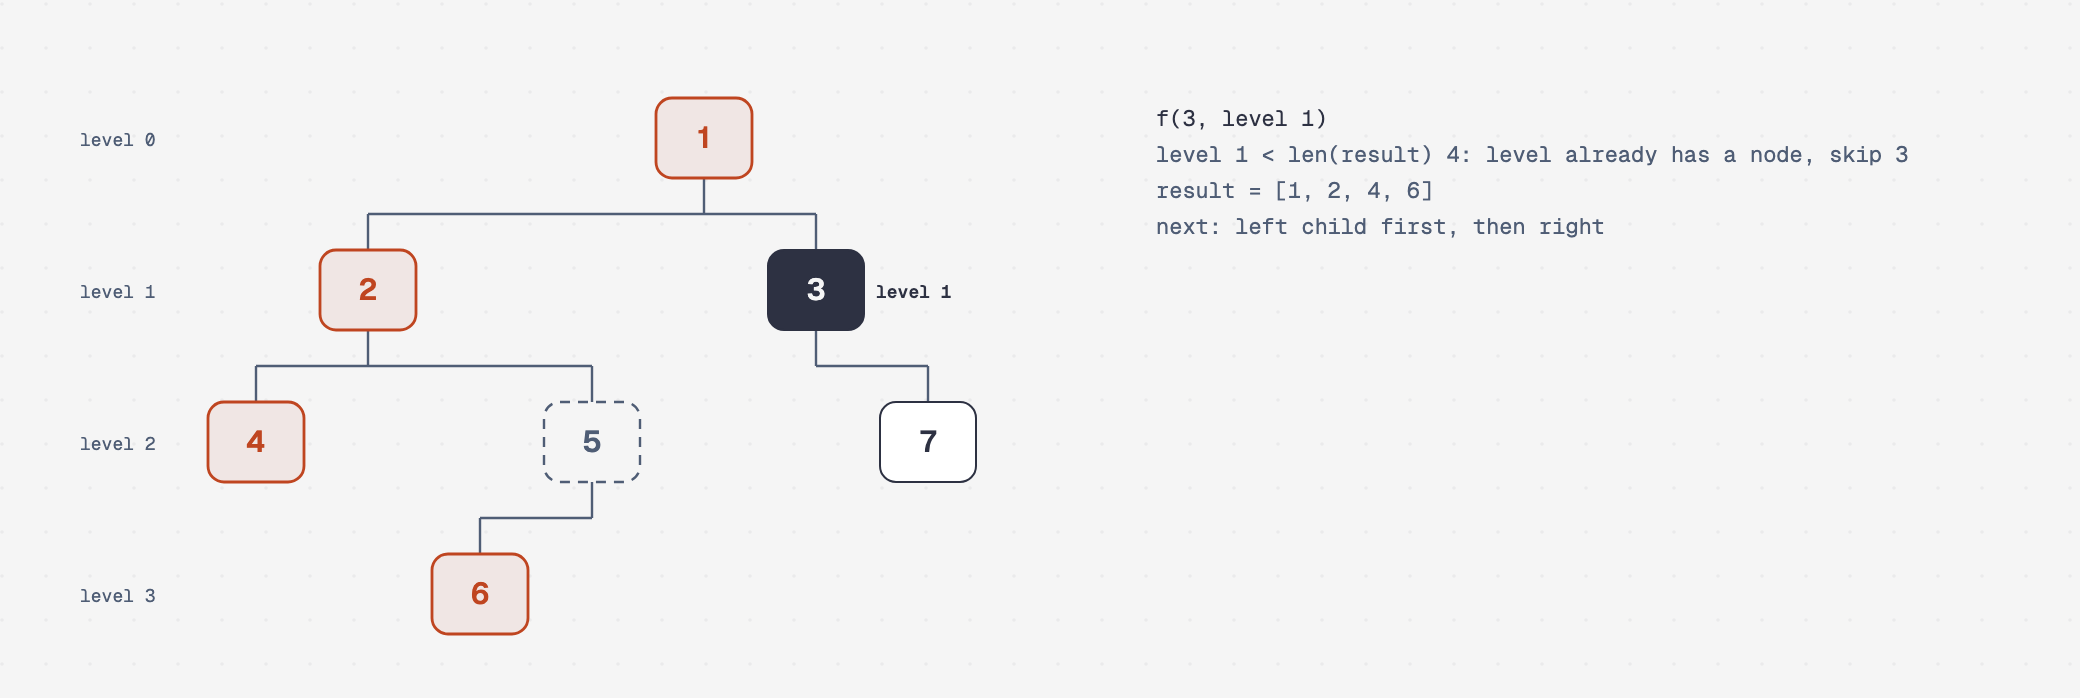 level 0
1
f(3, level 1)
level 1 < len(result) 4: level already has a node, skip 3
result = [1, 2, 4, 6]
next: left child first, then right
level 1
2
3
level 1
level 2
4
5
7
level 3
6